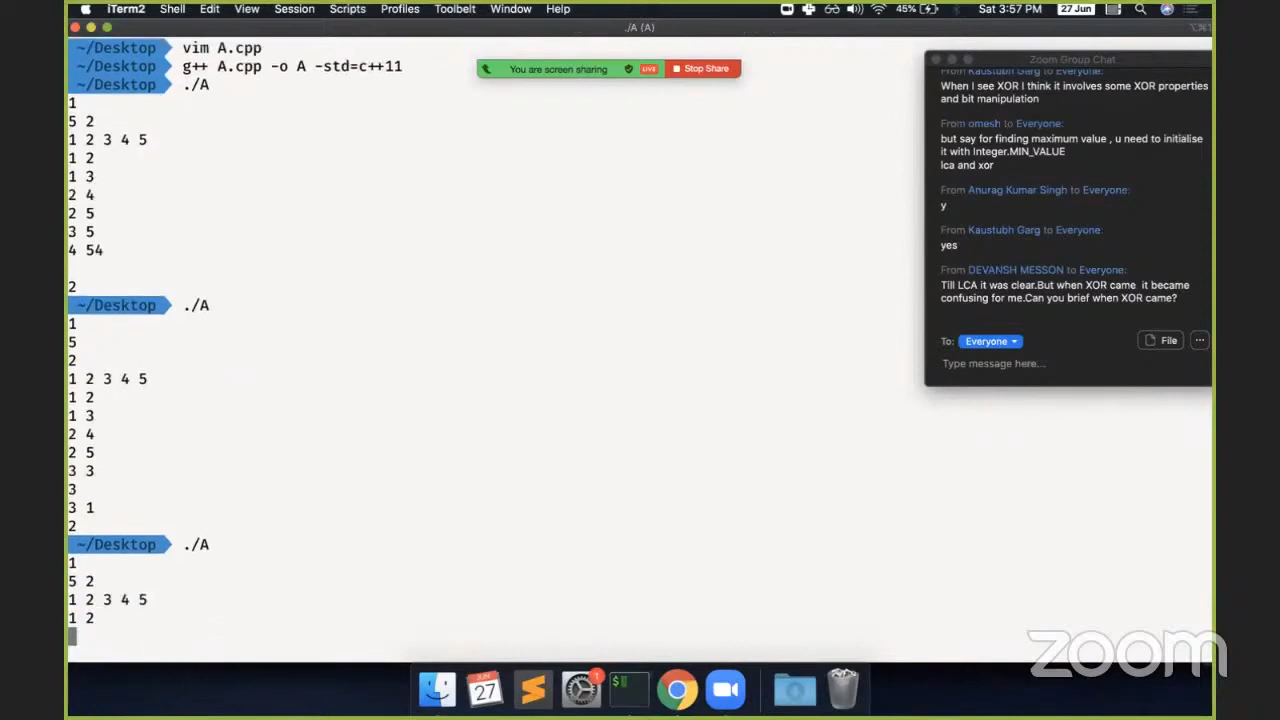 iTerm2 Shell Edit View Session Scripts Profiles Toolbelt Window Help 45% Sat 3:57 PM 27 Jun
./A (A)
~/Desktop vim A.cpp
~/Desktop g++ A.cpp -o A -std=c++11
~/Desktop ./A
1
5 2
1 2 3 4 5
1 2
1 3
2 4
2 5
3 5
4 54
2
~/Desktop ./A
1
5
2
1 2 3 4 5
1 2
1 3
2 4
2 5
3 3
3
3 1
2
~/Desktop ./A
1
5 2
1 2 3 4 5
1 2
You are screen sharing LIVE Stop Share
Zoom Group Chat
From Kaustubh Garg to Everyone:
When I see XOR I think it involves some XOR properties
and bit manipulation
From omesh to Everyone:
but say for finding maximum value , u need to initialise
it with Integer.MIN_VALUE
lca and xor
From Anurag Kumar Singh to Everyone:
y
From Kaustubh Garg to Everyone:
yes
From DEVANSH MESSON to Everyone:
Till LCA it was clear.But when XOR came it became
confusing for me.Can you brief when XOR came?
To: Everyone File
Type message here...
JUN
27
1
$
zoom